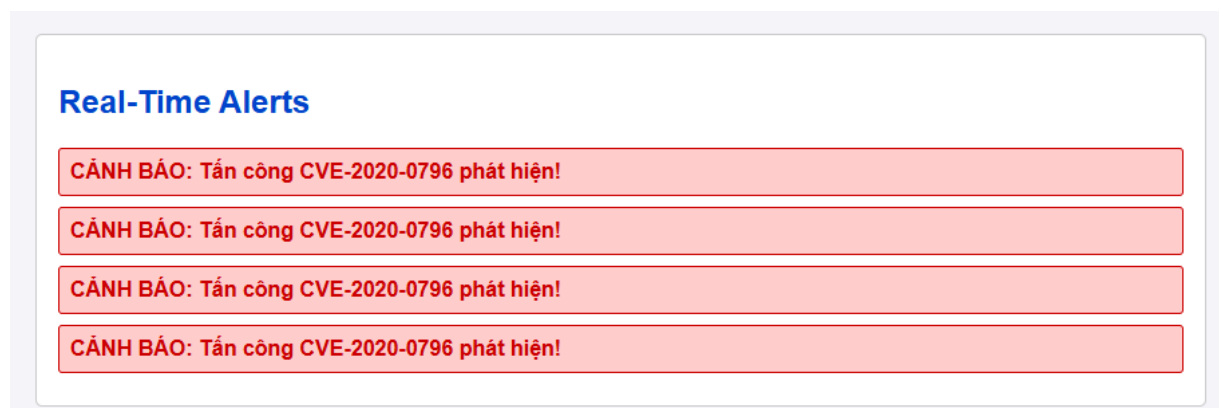 Real-Time Alerts
CẢNH BÁO: Tấn công CVE-2020-0796 phát hiện!
CẢNH BÁO: Tấn công CVE-2020-0796 phát hiện!
CẢNH BÁO: Tấn công CVE-2020-0796 phát hiện!
CẢNH BÁO: Tấn công CVE-2020-0796 phát hiện!